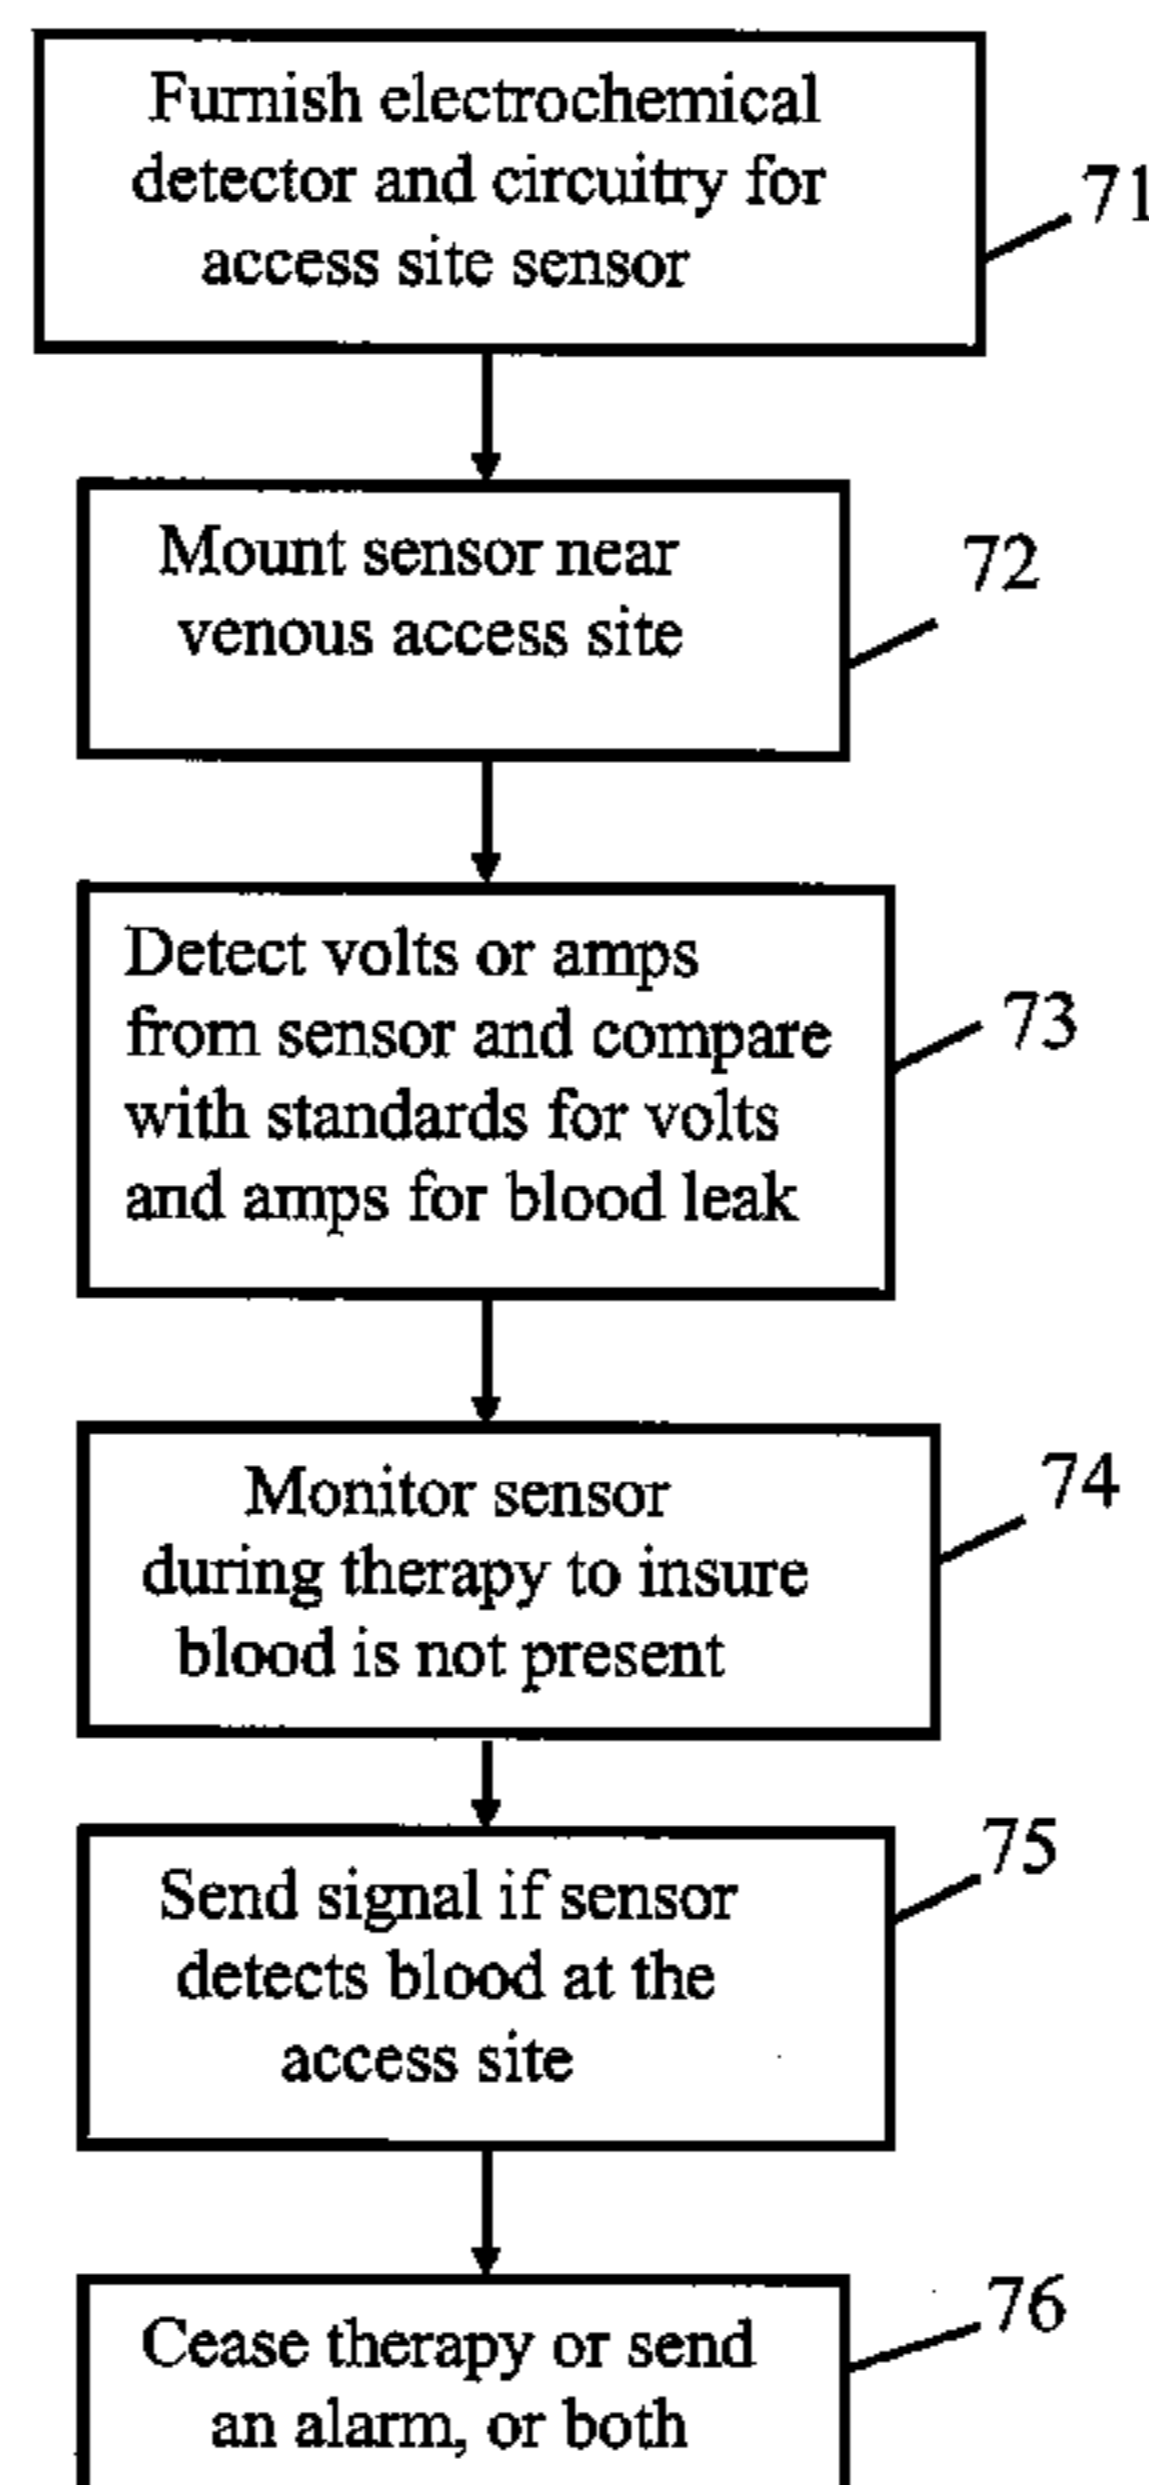 Furnish electrochemical
detector and circuitry for
access site sensor
71
Mount sensor near
venous access site
72
Detect volts or amps
from sensor and compare
with standards for volts
and amps for blood leak
73
Monitor sensor
during therapy to insure
blood is not present
74
Send signal if sensor
detects blood at the
access site
75
Cease therapy or send
an alarm, or both
76